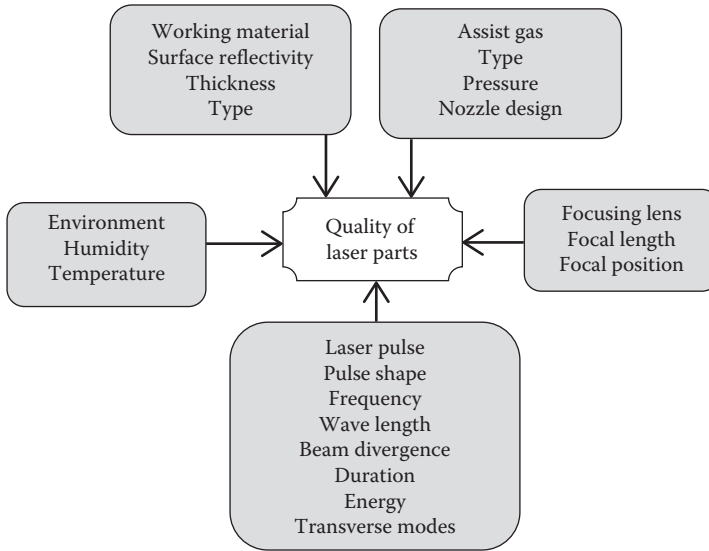 Working material
Surface reflectivity
Thickness
Type
Assist gas
Type
Pressure
Nozzle design
Environment
Humidity
Temperature
Quality of
laser parts
Focusing lens
Focal length
Focal position
Laser pulse
Pulse shape
Frequency
Wave length
Beam divergence
Duration
Energy
Transverse modes